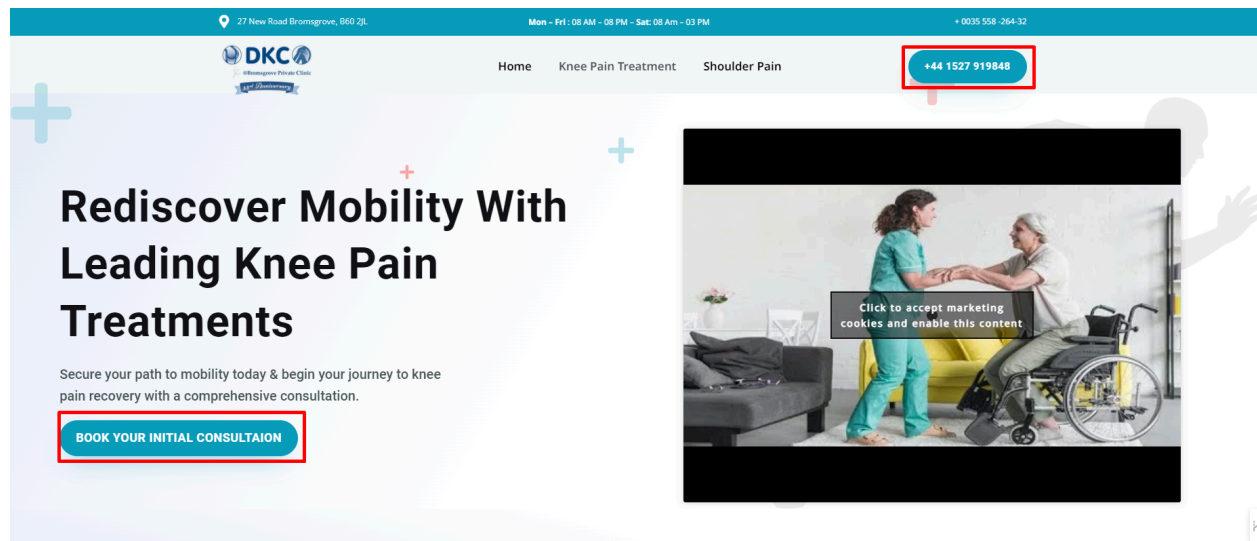 27 New Road Bromsgrove, B60 2JL
Mon – Fri : 08 AM – 08 PM – Sat: 08 Am – 03 PM
+ 0035 558 -264-32
DKC
@Bromsgrove Private Clinic
Anniversary
Home
Knee Pain Treatment
Shoulder Pain
+44 1527 919848
Rediscover Mobility With
Leading Knee Pain
Treatments
Secure your path to mobility today & begin your journey to knee
pain recovery with a comprehensive consultation.
BOOK YOUR INITIAL CONSULTAION
Click to accept marketing
cookies and enable this content